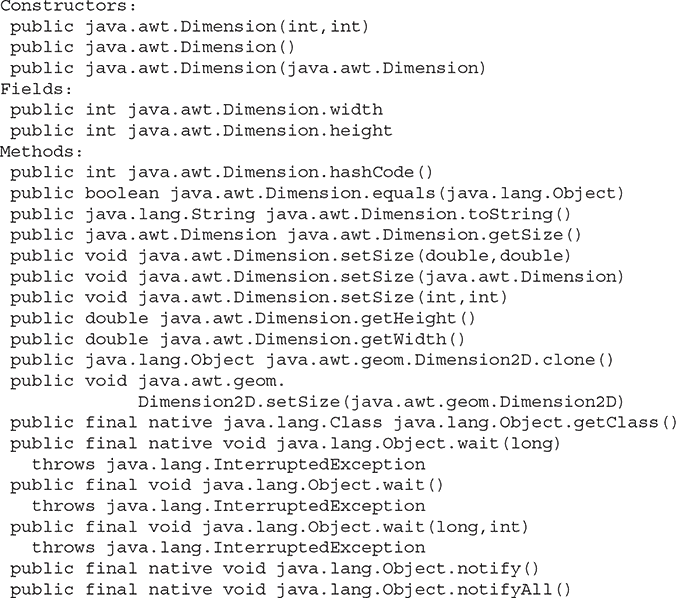 Constructors:
public java.awt.Dimension(int,int)
public java.awt.Dimension()
public java.awt.Dimension(java.awt.Dimension)
Fields:
public int java.awt.Dimension.width
public int java.awt.Dimension.height
Methods:
public int java.awt.Dimension.hashCode()
public boolean java.awt.Dimension.equals(java.lang.Object)
public java.lang.String java.awt.Dimension.toString()
public java.awt.Dimension java.awt.Dimension.getSize()
public void java.awt.Dimension.setSize(double,double)
public void java.awt.Dimension.setSize(java.awt.Dimension)
public void java.awt.Dimension.setSize(int,int)
public double java.awt.Dimension.getHeight()
public double java.awt.Dimension.getWidth()
public java.lang.Object java.awt.geom.Dimension2D.clone()
public void java.awt.geom.
Dimension2D.setSize(java.awt.geom.Dimension2D)
public final native java.lang.Class java.lang.Object.getClass()
public final native void java.lang.Object.wait(long)
throws java.lang.InterruptedException
public final void java.lang.Object.wait()
throws java.lang.InterruptedException
public final void java.lang.Object.wait(long,int)
throws java.lang.InterruptedException
public final native void java.lang.Object.notify()
public final native void java.lang.Object.notifyAll()